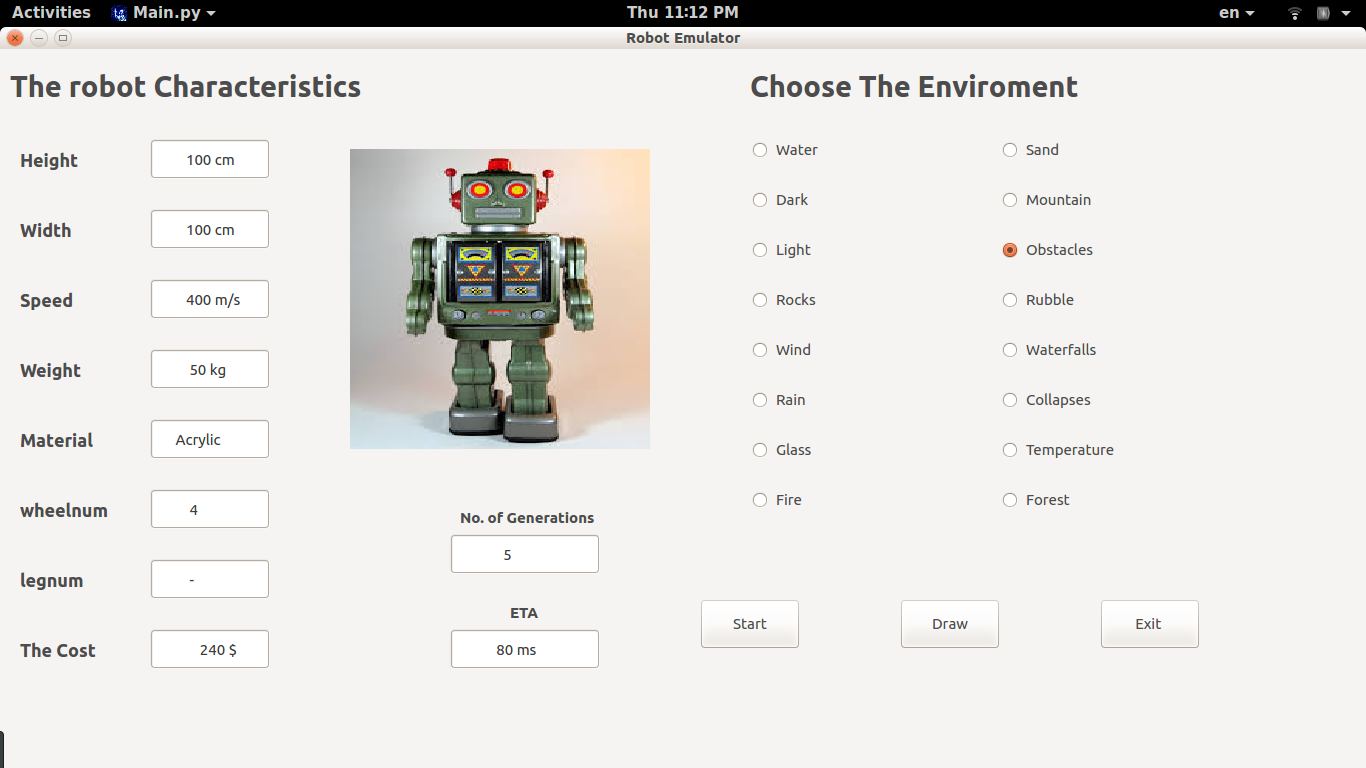 Activities Main.py Thu 11:12 PM en
Robot Emulator
The robot Characteristics
Height 100 cm
Width 100 cm
Speed 400 m/s
Weight 50 kg
Material Acrylic
wheelnum 4
legnum -
The Cost 240 $
No. of Generations
5
ETA
80 ms
Choose The Enviroment
Water Sand
Dark Mountain
Light Obstacles
Rocks Rubble
Wind Waterfalls
Rain Collapses
Glass Temperature
Fire Forest
Start Draw Exit